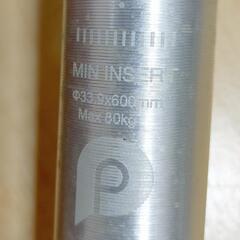 MIN INSERT
Φ33.9x600mm
Max 80kg
P